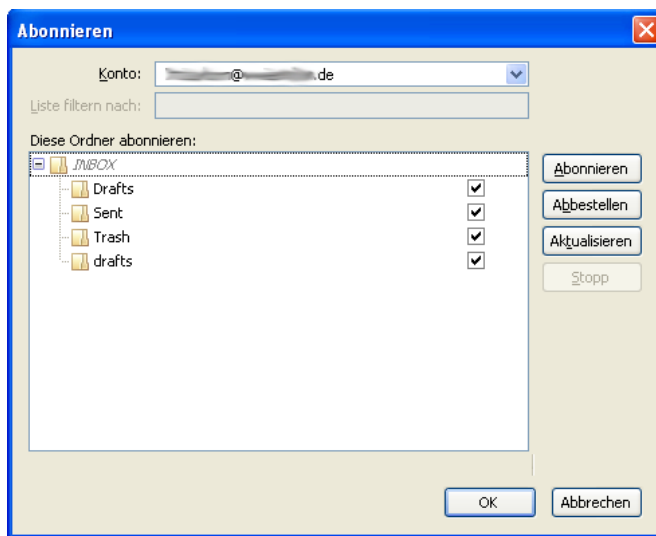 Abonnieren
Konto: @ .de
Liste filtern nach:
Diese Ordner abonnieren:
INBOX
Drafts
Sent
Trash
drafts
Abonnieren
Abbestellen
Aktualisieren
Stopp
OK Abbrechen